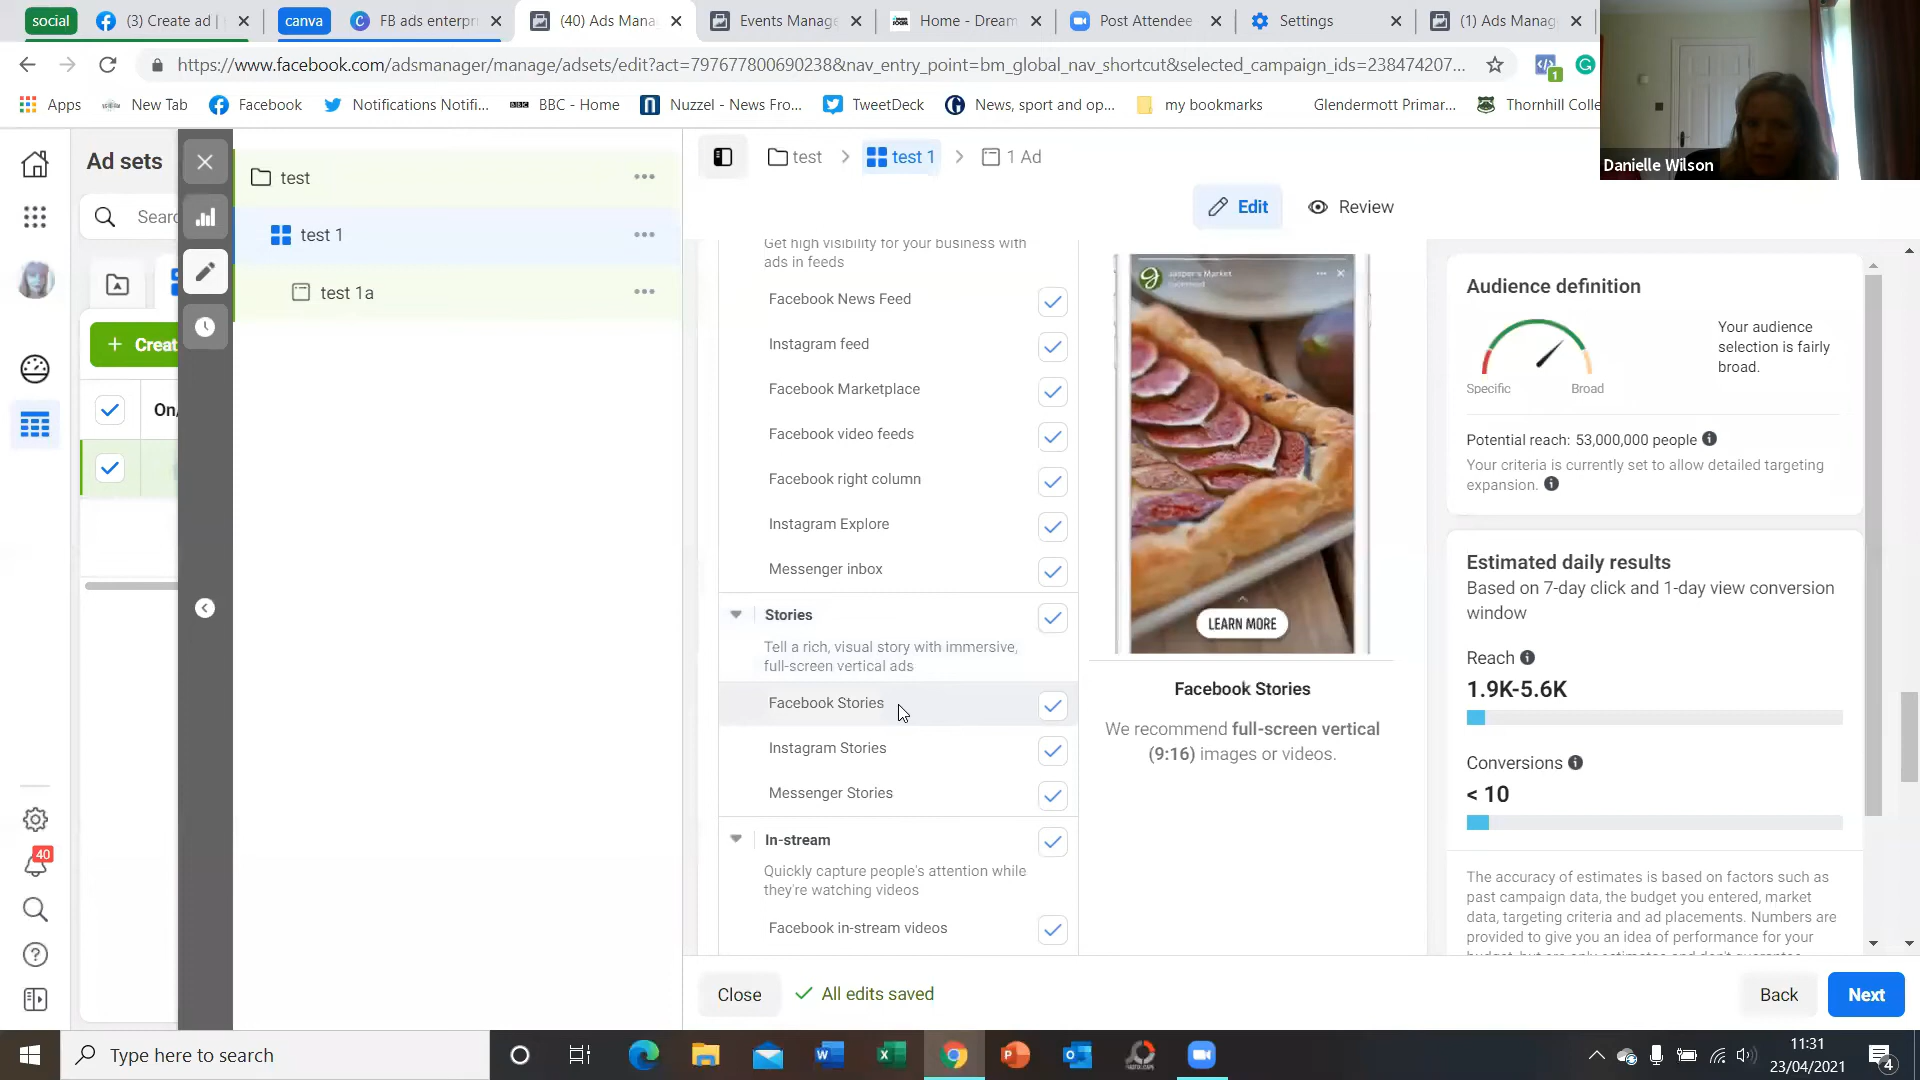 social
(3) Create ad |
canva
FB ads enterpri
(40) Ads Mana
Events Manage
Home - Dream
Post Attendee
Settings
(1) Ads Manag
https://www.facebook.com/adsmanager/manage/adsets/edit?act=797677800690238&nav_entry_point=bm_global_nav_shortcut&selected_campaign_ids=238474207...
1
Apps
New Tab
Facebook
Notifications Notifi...
BBC
BBC - Home
Nuzzel - News Fro...
TweetDeck
News, sport and op...
my bookmarks
Glendermott Primar...
Thornhill Colle
Danielle Wilson
Ad sets
Searc
+ Creat
On/
40
test
test 1
test 1a
test
test 1
1 Ad
Edit
Review
Get high visibility for your business with
ads in feeds
Facebook News Feed
Instagram feed
Facebook Marketplace
Facebook video feeds
Facebook right column
Instagram Explore
Messenger inbox
Stories
Tell a rich, visual story with immersive,
full-screen vertical ads
Facebook Stories
Instagram Stories
Messenger Stories
In-stream
Quickly capture people's attention while
they're watching videos
Facebook in-stream videos
Jasper's Market
LEARN MORE
Facebook Stories
We recommend full-screen vertical
(9:16) images or videos.
Audience definition
Specific
Broad
Your audience
selection is fairly
broad.
Potential reach: 53,000,000 people
Your criteria is currently set to allow detailed targeting
expansion.
Estimated daily results
Based on 7-day click and 1-day view conversion
window
Reach
1.9K-5.6K
Conversions
< 10
The accuracy of estimates is based on factors such as
past campaign data, the budget you entered, market
data, targeting criteria and ad placements. Numbers are
provided to give you an idea of performance for your
Close
All edits saved
Back
Next
Type here to search
11:31
23/04/2021
4